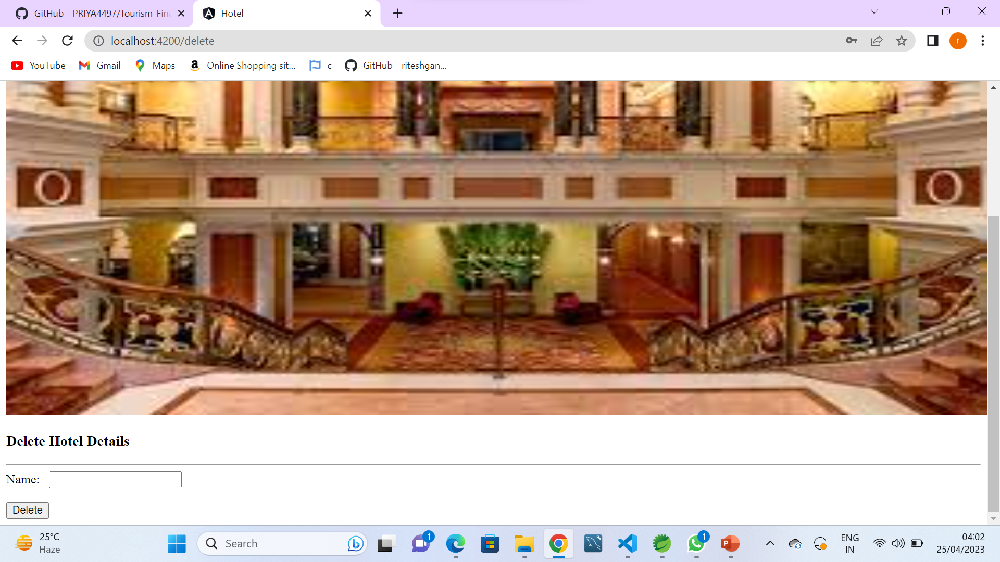 GitHub - PRIYA4497/Tourism-Fina
Hotel
localhost:4200/delete
r
YouTube
Gmail
Maps
Online Shopping sit...
c
GitHub - riteshgan...
O
O
Delete Hotel Details
Name:
Delete
25°C
Haze
Search
1
1
P
ENG
IN
04:02
25/04/2023